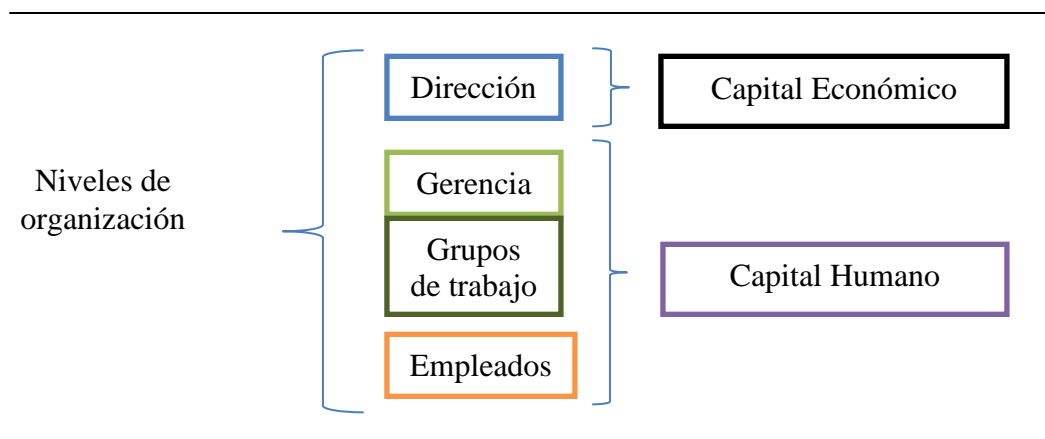 Dirección
Capital Económico
Niveles de
organización
Gerencia
Grupos
de trabajo
Capital Humano
Empleados